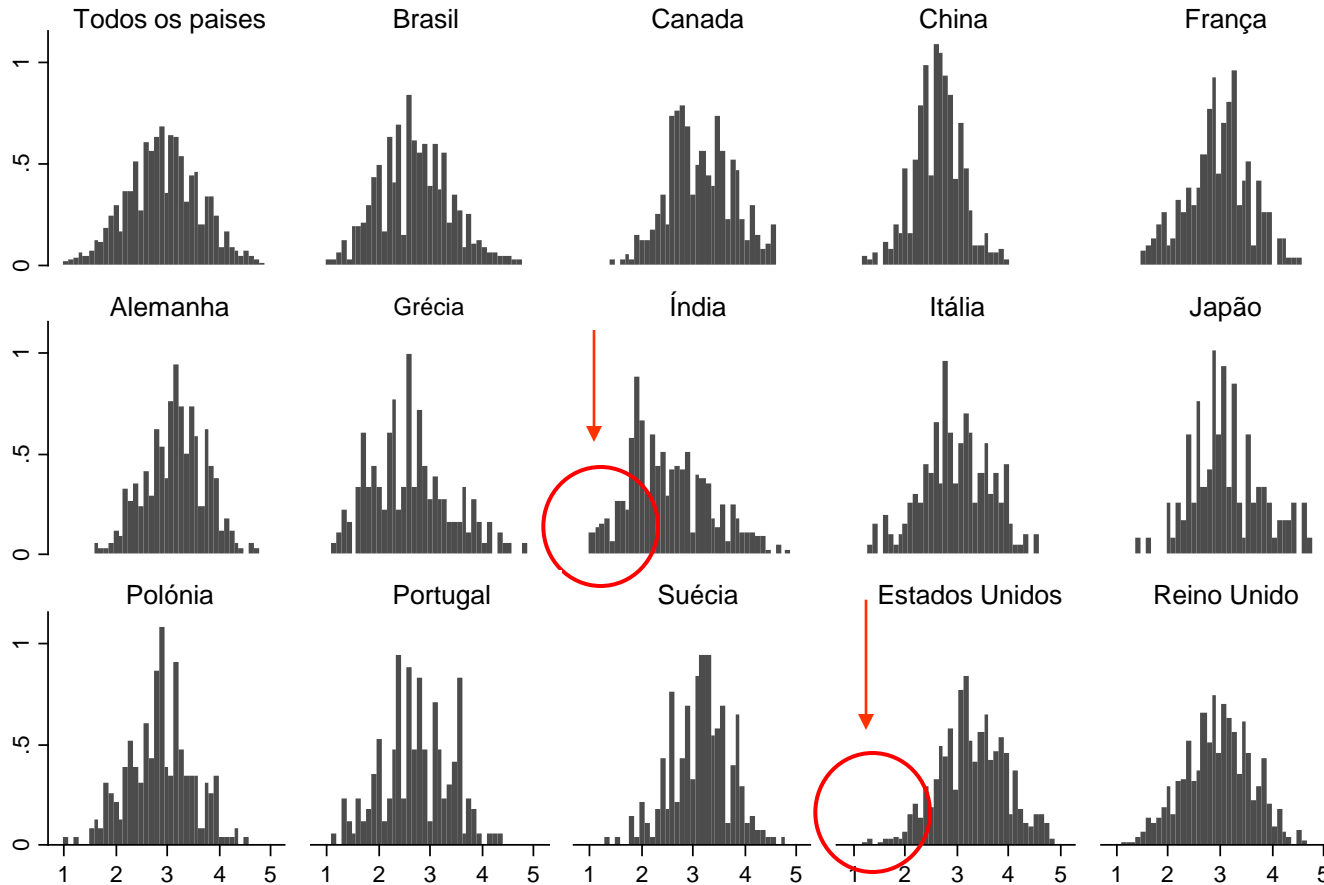 Todos os paises Brasil Canada China França
1
.5
0
Alemanha Grécia Índia Itália Japão
1
.5
0
Polónia Portugal Suécia Estados Unidos Reino Unido
1
.5
0
1 2 3 4 5 1 2 3 4 5 1 2 3 4 5 1 2 3 4 5 1 2 3 4 5